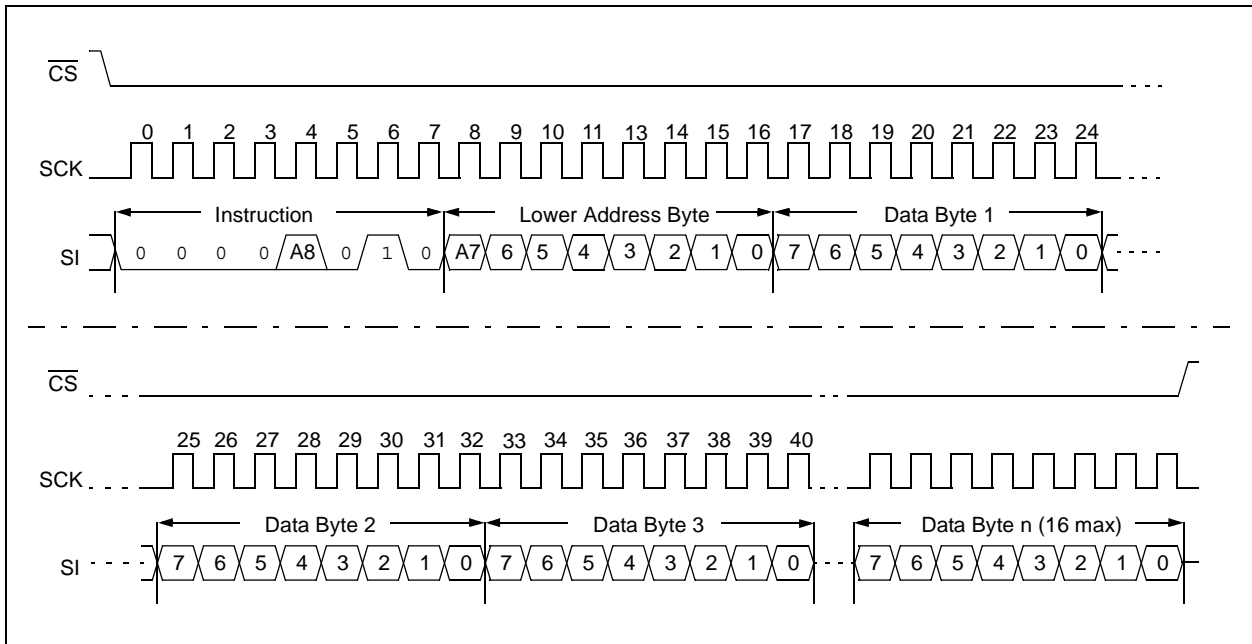 CS
0 1 2 3 4 5 6 7 8 9 10 11 13 14 15 16 17 18 19 20 21 22 23 24
SCK
Instruction Lower Address Byte Data Byte 1
SI 0 0 0 0 A8 0 1 0 A7 6 5 4 3 2 1 0 7 6 5 4 3 2 1 0
CS
25 26 27 28 29 30 31 32 33 34 35 36 37 38 39 40
SCK
Data Byte 2 Data Byte 3 Data Byte n (16 max)
SI 7 6 5 4 3 2 1 0 7 6 5 4 3 2 1 0 7 6 5 4 3 2 1 0